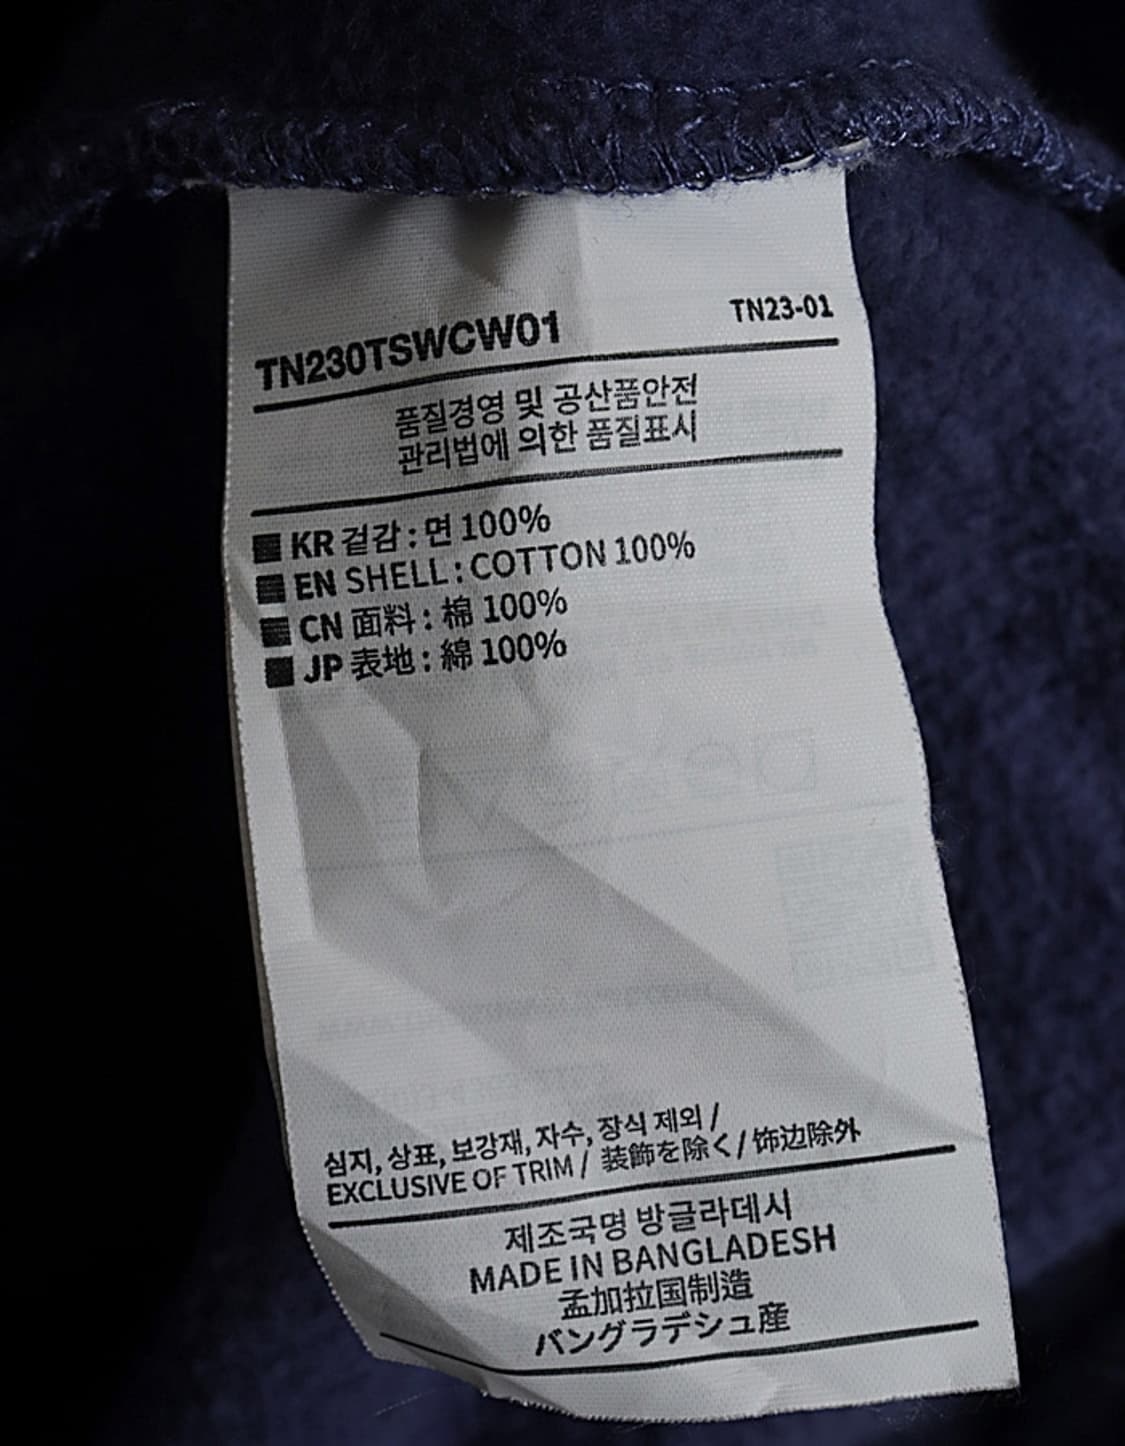 TN230TSWCW01
TN23-01
품질경영 및 공산품안전
관리법에 의한 품질표시
KR 겉감 : 면 100%
EN SHELL : COTTON 100%
CN 面料 : 棉 100%
JP 表地 : 綿 100%
심지, 상표, 보강재, 자수, 장식 제외 /
EXCLUSIVE OF TRIM / 装飾を除く / 饰边除外
제조국명 방글라데시
MADE IN BANGLADESH
孟加拉国制造
バングラデシュ産